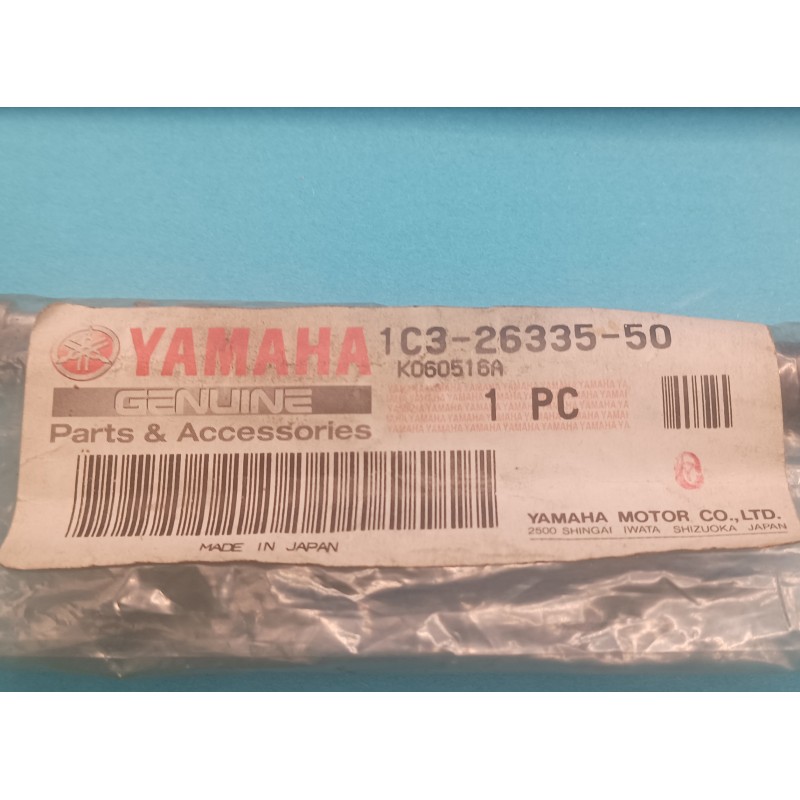 YAMAHA 1C3-26335-50
K060516A
GENUINE
1 PC
Parts & Accessories
YAMAHA MOTOR CO.,LTD.
2500 SHINGAI IWATA SHIZUOKA JAPAN
MADE IN JAPAN